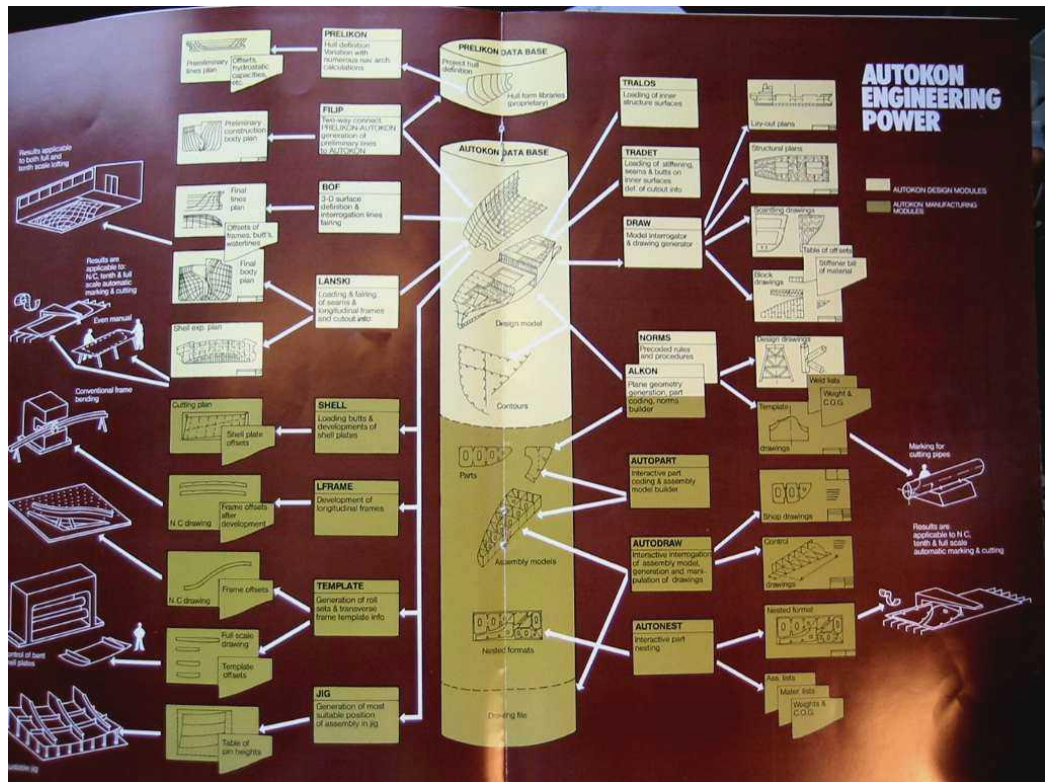 AUTOKON
ENGINEERING
POWER
AUTOKON DESIGN MODULES
AUTOKON MANUFACTURING
MODULES
Preliminary
lines plan
Offsets,
hydrostatic
capacities,
etc.
PRELIKON
Hull definition
Variation with
numerous nav. arch
calculations
PRELIKON DATA BASE
Project hull
definition
Hull form libraries
(proprietary)
Preliminary
construction
body plan
FILIP
Two-way connect.
PRELIKON-AUTOKON
generation of
preliminary lines
to AUTOKON
AUTOKON DATA BASE
Design model
Contours
Parts
Assembly models
Nested formats
Drawing file
Results applicable
to both full and
tenth scale lofting
Final
lines
plan
Offsets of
frames, butt's,
waterlines
Final
body
plan
BOF
3-D surface
definition &
interrogation lines
fairing
Results are
applicable to:
N/C, tenth & full
scale automatic
marking & cutting
Even manual
Shell exp. plan
LANSKI
Loading & fairing
of seams &
longitudinal frames
and cutout info
Conventional frame
bending
Cutting plan
Shell plate
offsets
SHELL
Loading butts &
developments of
shell plates
N.C drawing
Frame offsets
after
development
LFRAME
Development of
longitudinal frames
N.C drawing
Frame offsets
TEMPLATE
Generation of roll
sets & transverse
frame template info
Full scale
drawing
Template
offsets
of bent
plates
JIG
Generation of most
suitable position
of assembly in jig
Table of
pin heights
jig
TRALOS
Loading of inner
structure surfaces
TRADET
Loading of stiffening,
seams & butts on
inner surfaces
def. of cutout info
DRAW
Model interrogator
& drawing generator
Lay-out plans
Structural plans
Scantling drawings
Table of offsets
Stiffener bill
of material
Block
drawings
NORMS
Precoded rules
and procedures
ALKON
Plane geometry
generation, part
coding, norms
builder
Design drawings
Weld lists
Weight &
C.O.G.
Template
drawings
Marking for
cutting pipes
AUTOPART
Interactive part
coding & assembly
model builder
Shop drawings
AUTODRAW
Interactive interrogation
of assembly model,
generation and mani-
pulation of drawings
Control
drawings
Results are
applicable to N C,
tenth & full scale
automatic marking & cutting
AUTONEST
Interactive part
nesting
Nested format
Ass. lists
Mater. lists
Weights &
C.O.G.